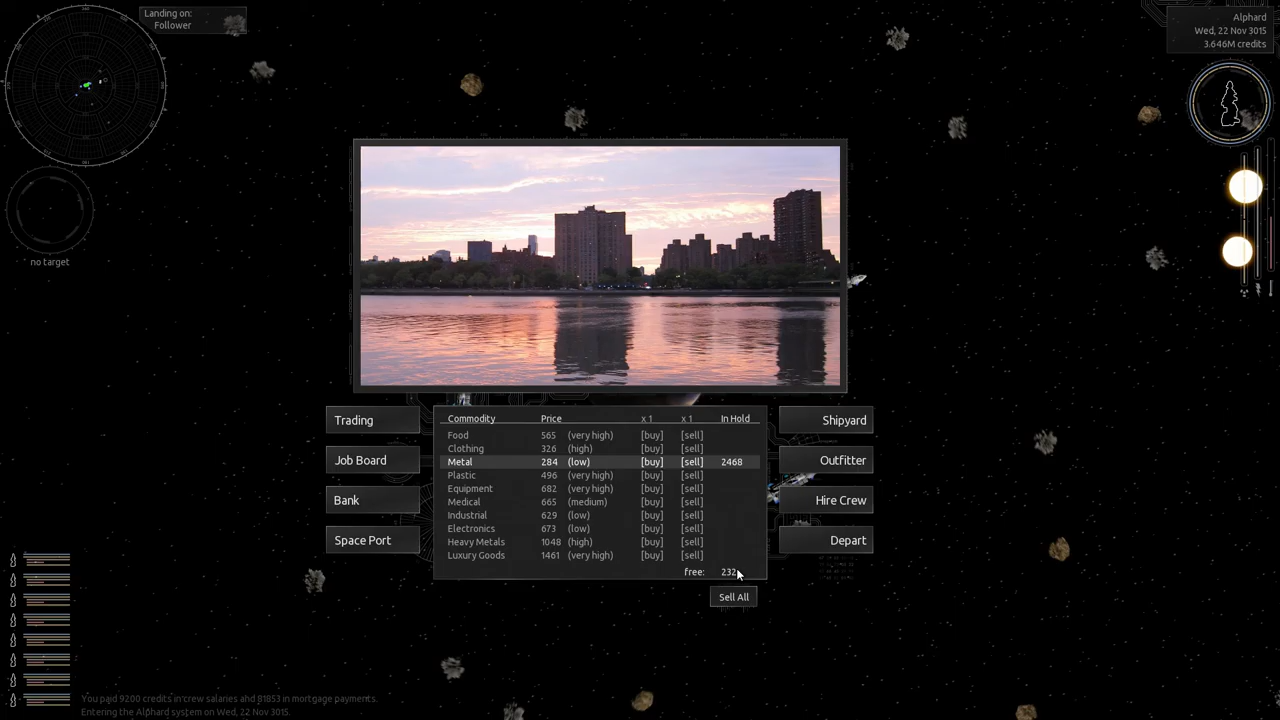 Landing on:
Follower
Alphard
Wed, 22 Nov 3015
3.646M credits
no target
Trading
Job Board
Bank
Space Port
Commodity Price x 1 x 1 In Hold
Food 565 (very high) [buy] [sell]
Clothing 326 (high) [buy] [sell]
Metal 284 (low) [buy] [sell] 2468
Plastic 496 (very high) [buy] [sell]
Equipment 682 (very high) [buy] [sell]
Medical 665 (medium) [buy] [sell]
Industrial 629 (low) [buy] [sell]
Electronics 673 (low) [buy] [sell]
Heavy Metals 1048 (high) [buy] [sell]
Luxury Goods 1461 (very high) [buy] [sell]
free: 232
Sell All
Shipyard
Outfitter
Hire Crew
Depart
You paid 9200 credits in crew salaries and 81853 in mortgage payments.
Entering the Alphard system on Wed, 22 Nov 3015.